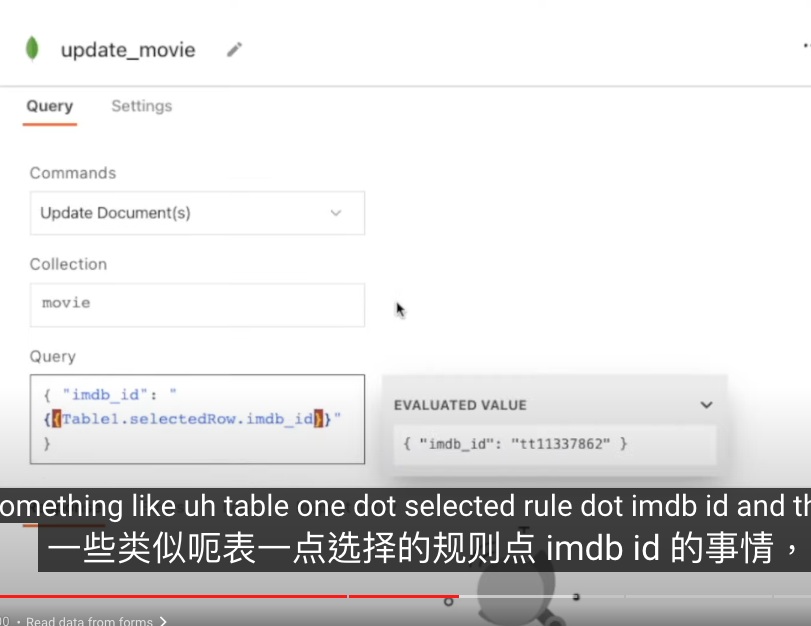 update_movie
Query
Settings
Commands
Update Document(s)
Collection
movie
Query
{ "imdb_id": "
{{Table1.selectedRow.imdb_id}}"
}
EVALUATED VALUE
{ "imdb_id": "tt11337862" }
omething like uh table one dot selected rule dot imdb id and th
一些类似呃表一点选择的规则点 imdb id 的事情，
Read data from forms